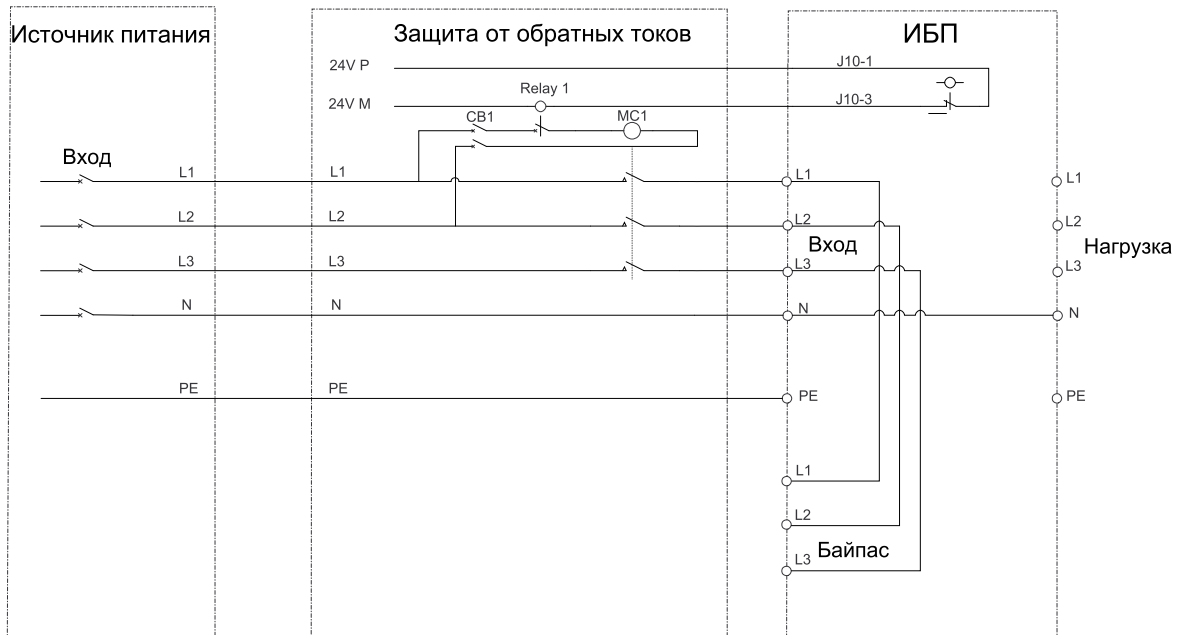 Источник питания
Защита от обратных токов
ИБП
24V P
J10-1
24V M
Relay 1
J10-3
CB1
MC1
Вход
L1
L1
L1
L1
L2
L2
L2
L2
Вход
Нагрузка
L3
L3
L3
L3
N
N
N
N
PE
PE
PE
PE
L1
L2
L3
Байпас